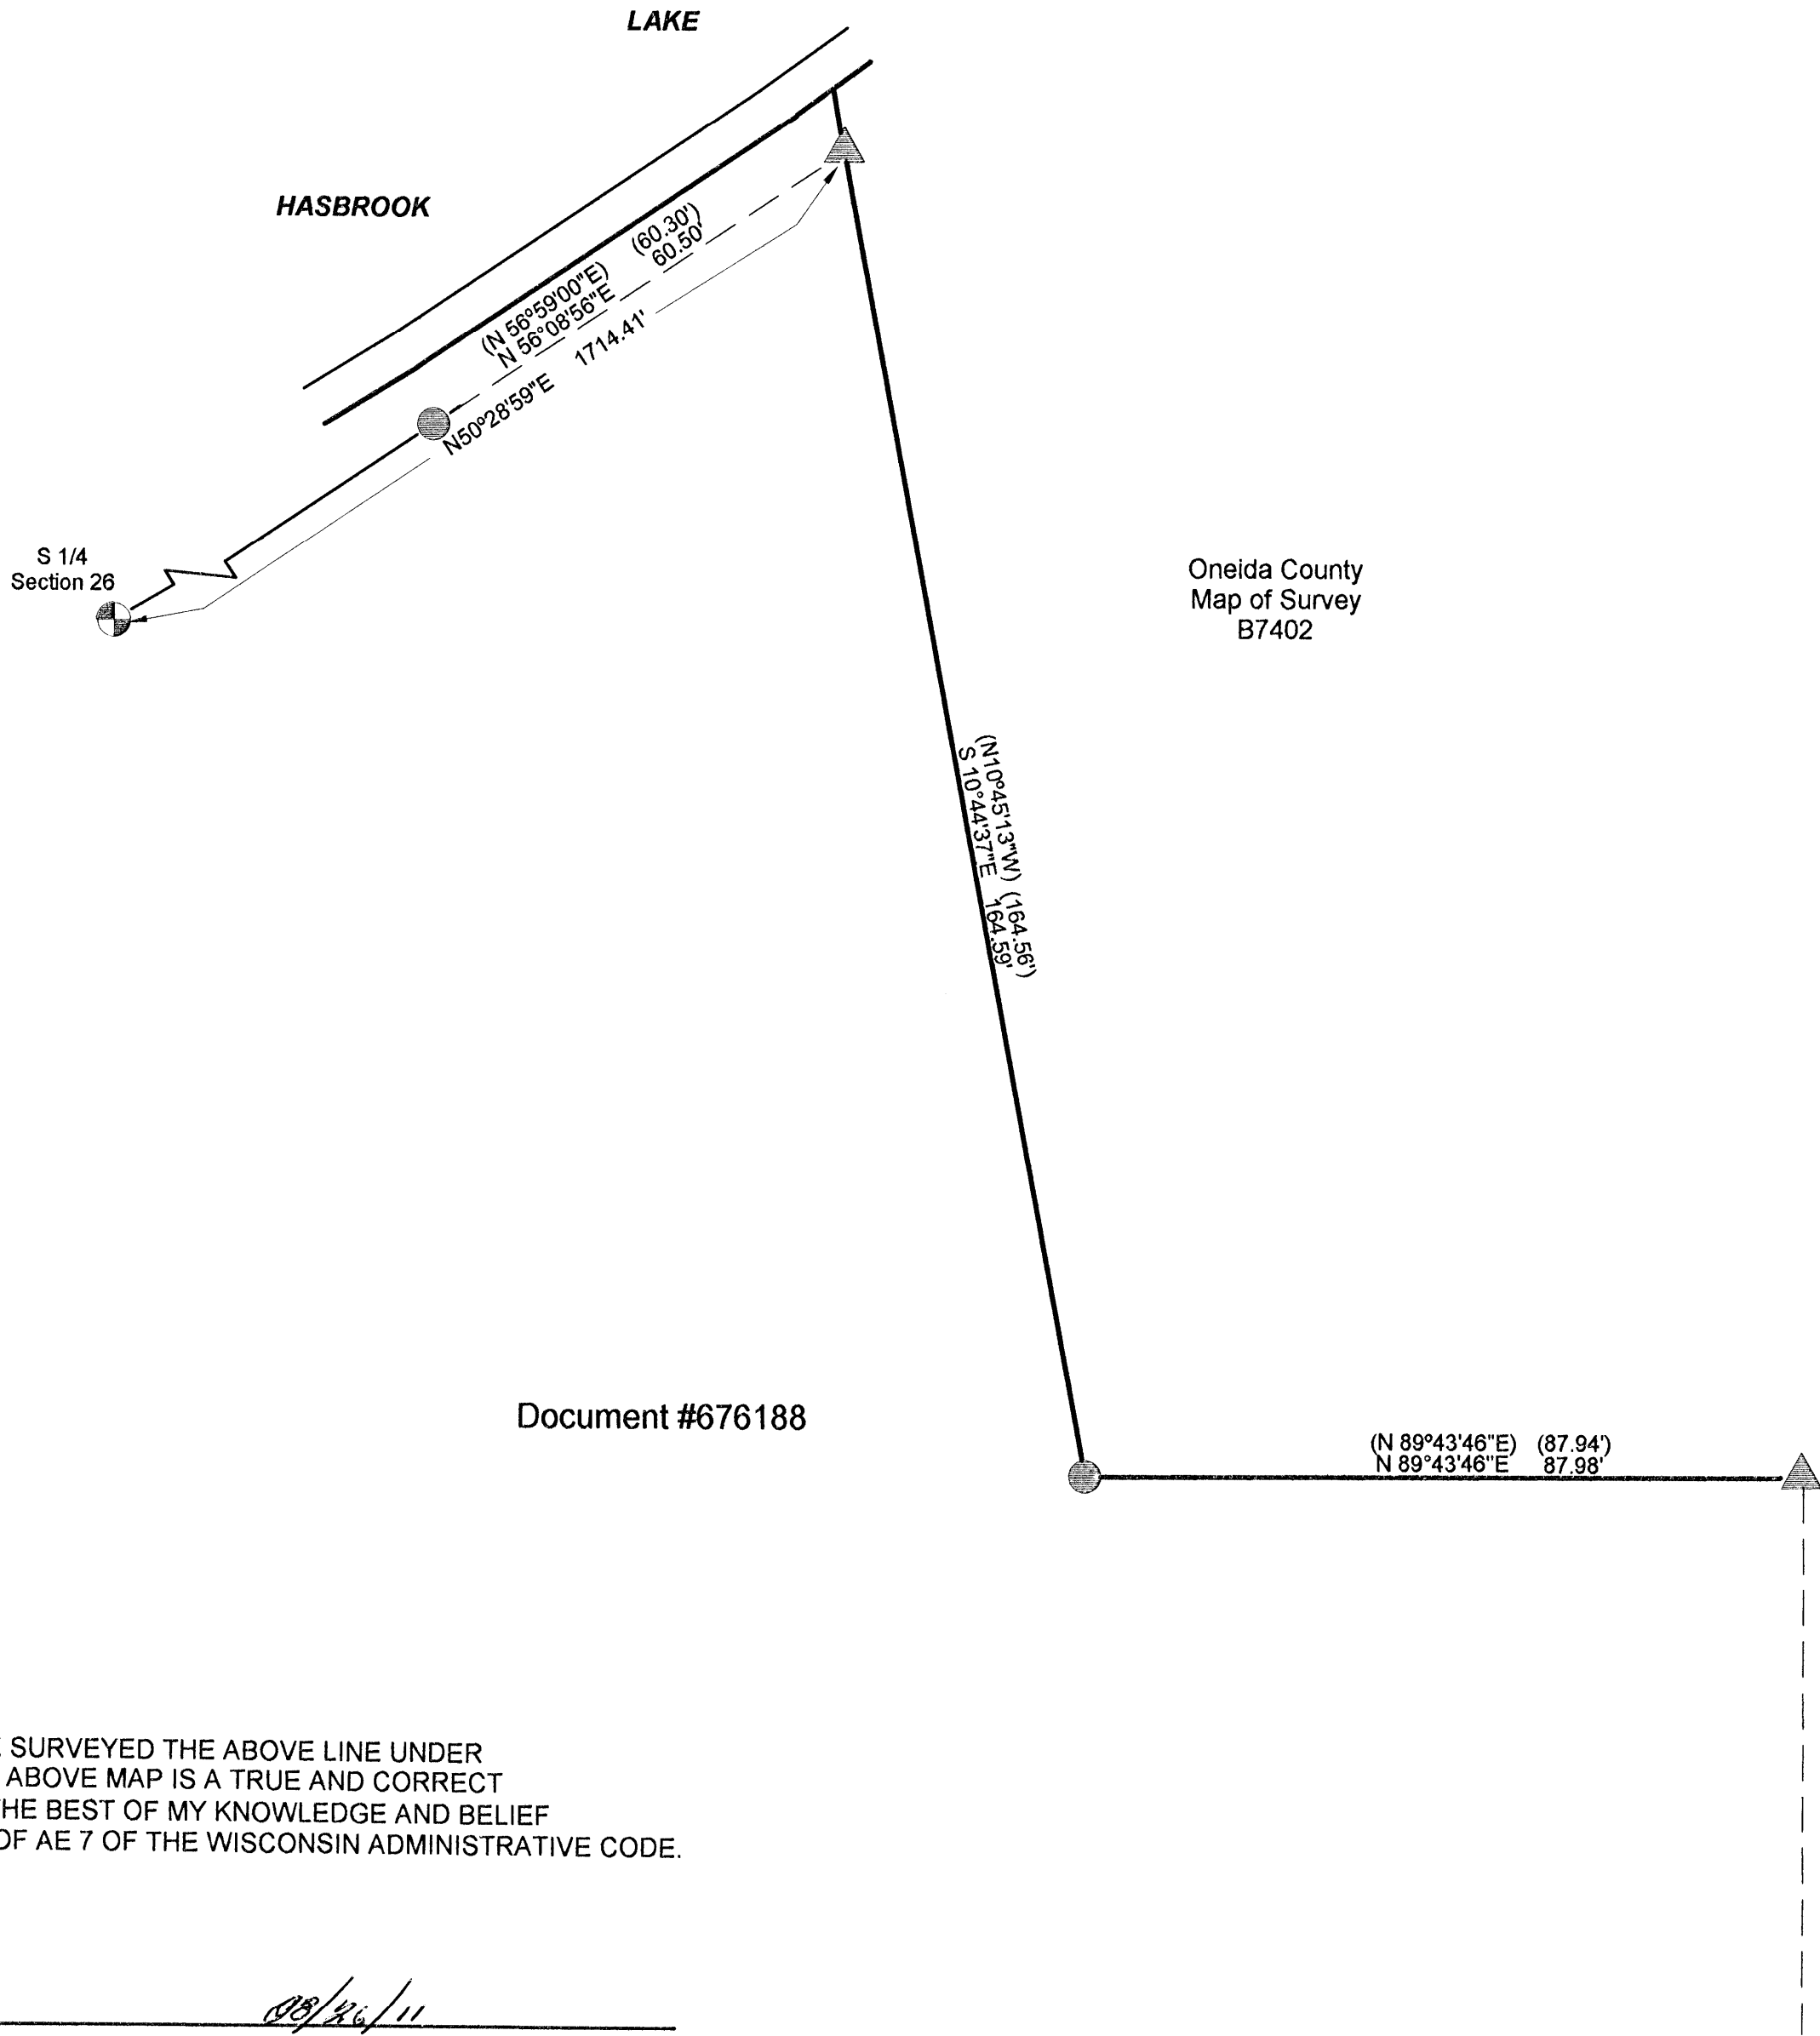 LAKE
HASBROOK
(N 56°59'00"E) (60.30')
N 56°08'56"E 60.50'
N50°28'59"E 1714.41'
S 1/4
Section 26
Oneida County
Map of Survey
B7402
(N10°45'13"W) (164.56')
S 10°44'37"E 164.59'
Document #676188
(N 89°43'46"E) (87.94')
N 89°43'46"E 87.98'
SURVEYED THE ABOVE LINE UNDER
ABOVE MAP IS A TRUE AND CORRECT
THE BEST OF MY KNOWLEDGE AND BELIEF
OF AE 7 OF THE WISCONSIN ADMINISTRATIVE CODE.
08/26/11